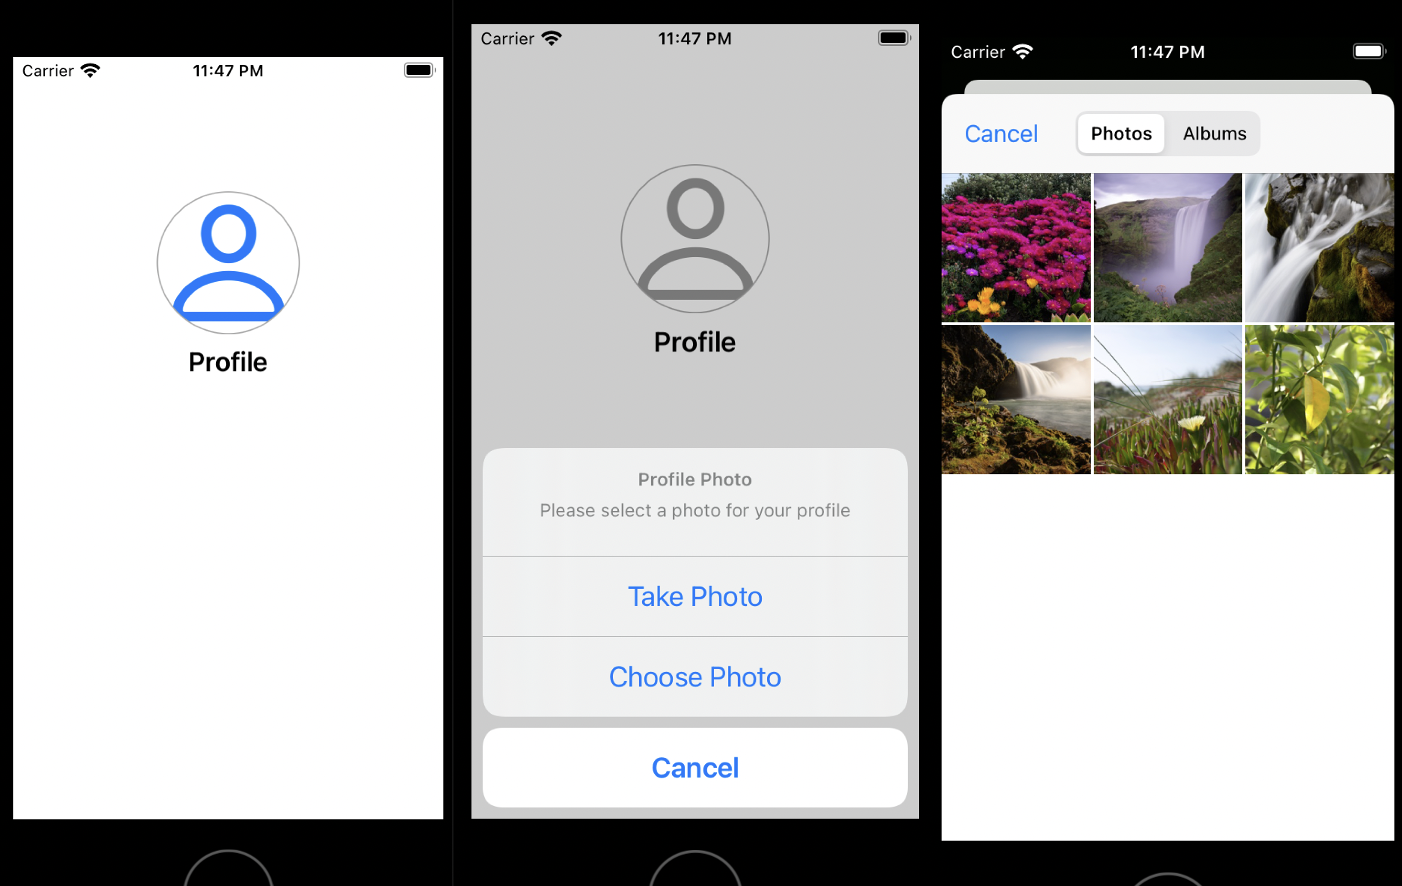 Carrier 11:47 PM
Profile
Carrier 11:47 PM
Profile
Profile Photo
Please select a photo for your profile
Take Photo
Choose Photo
Cancel
Carrier 11:47 PM
Cancel Photos Albums